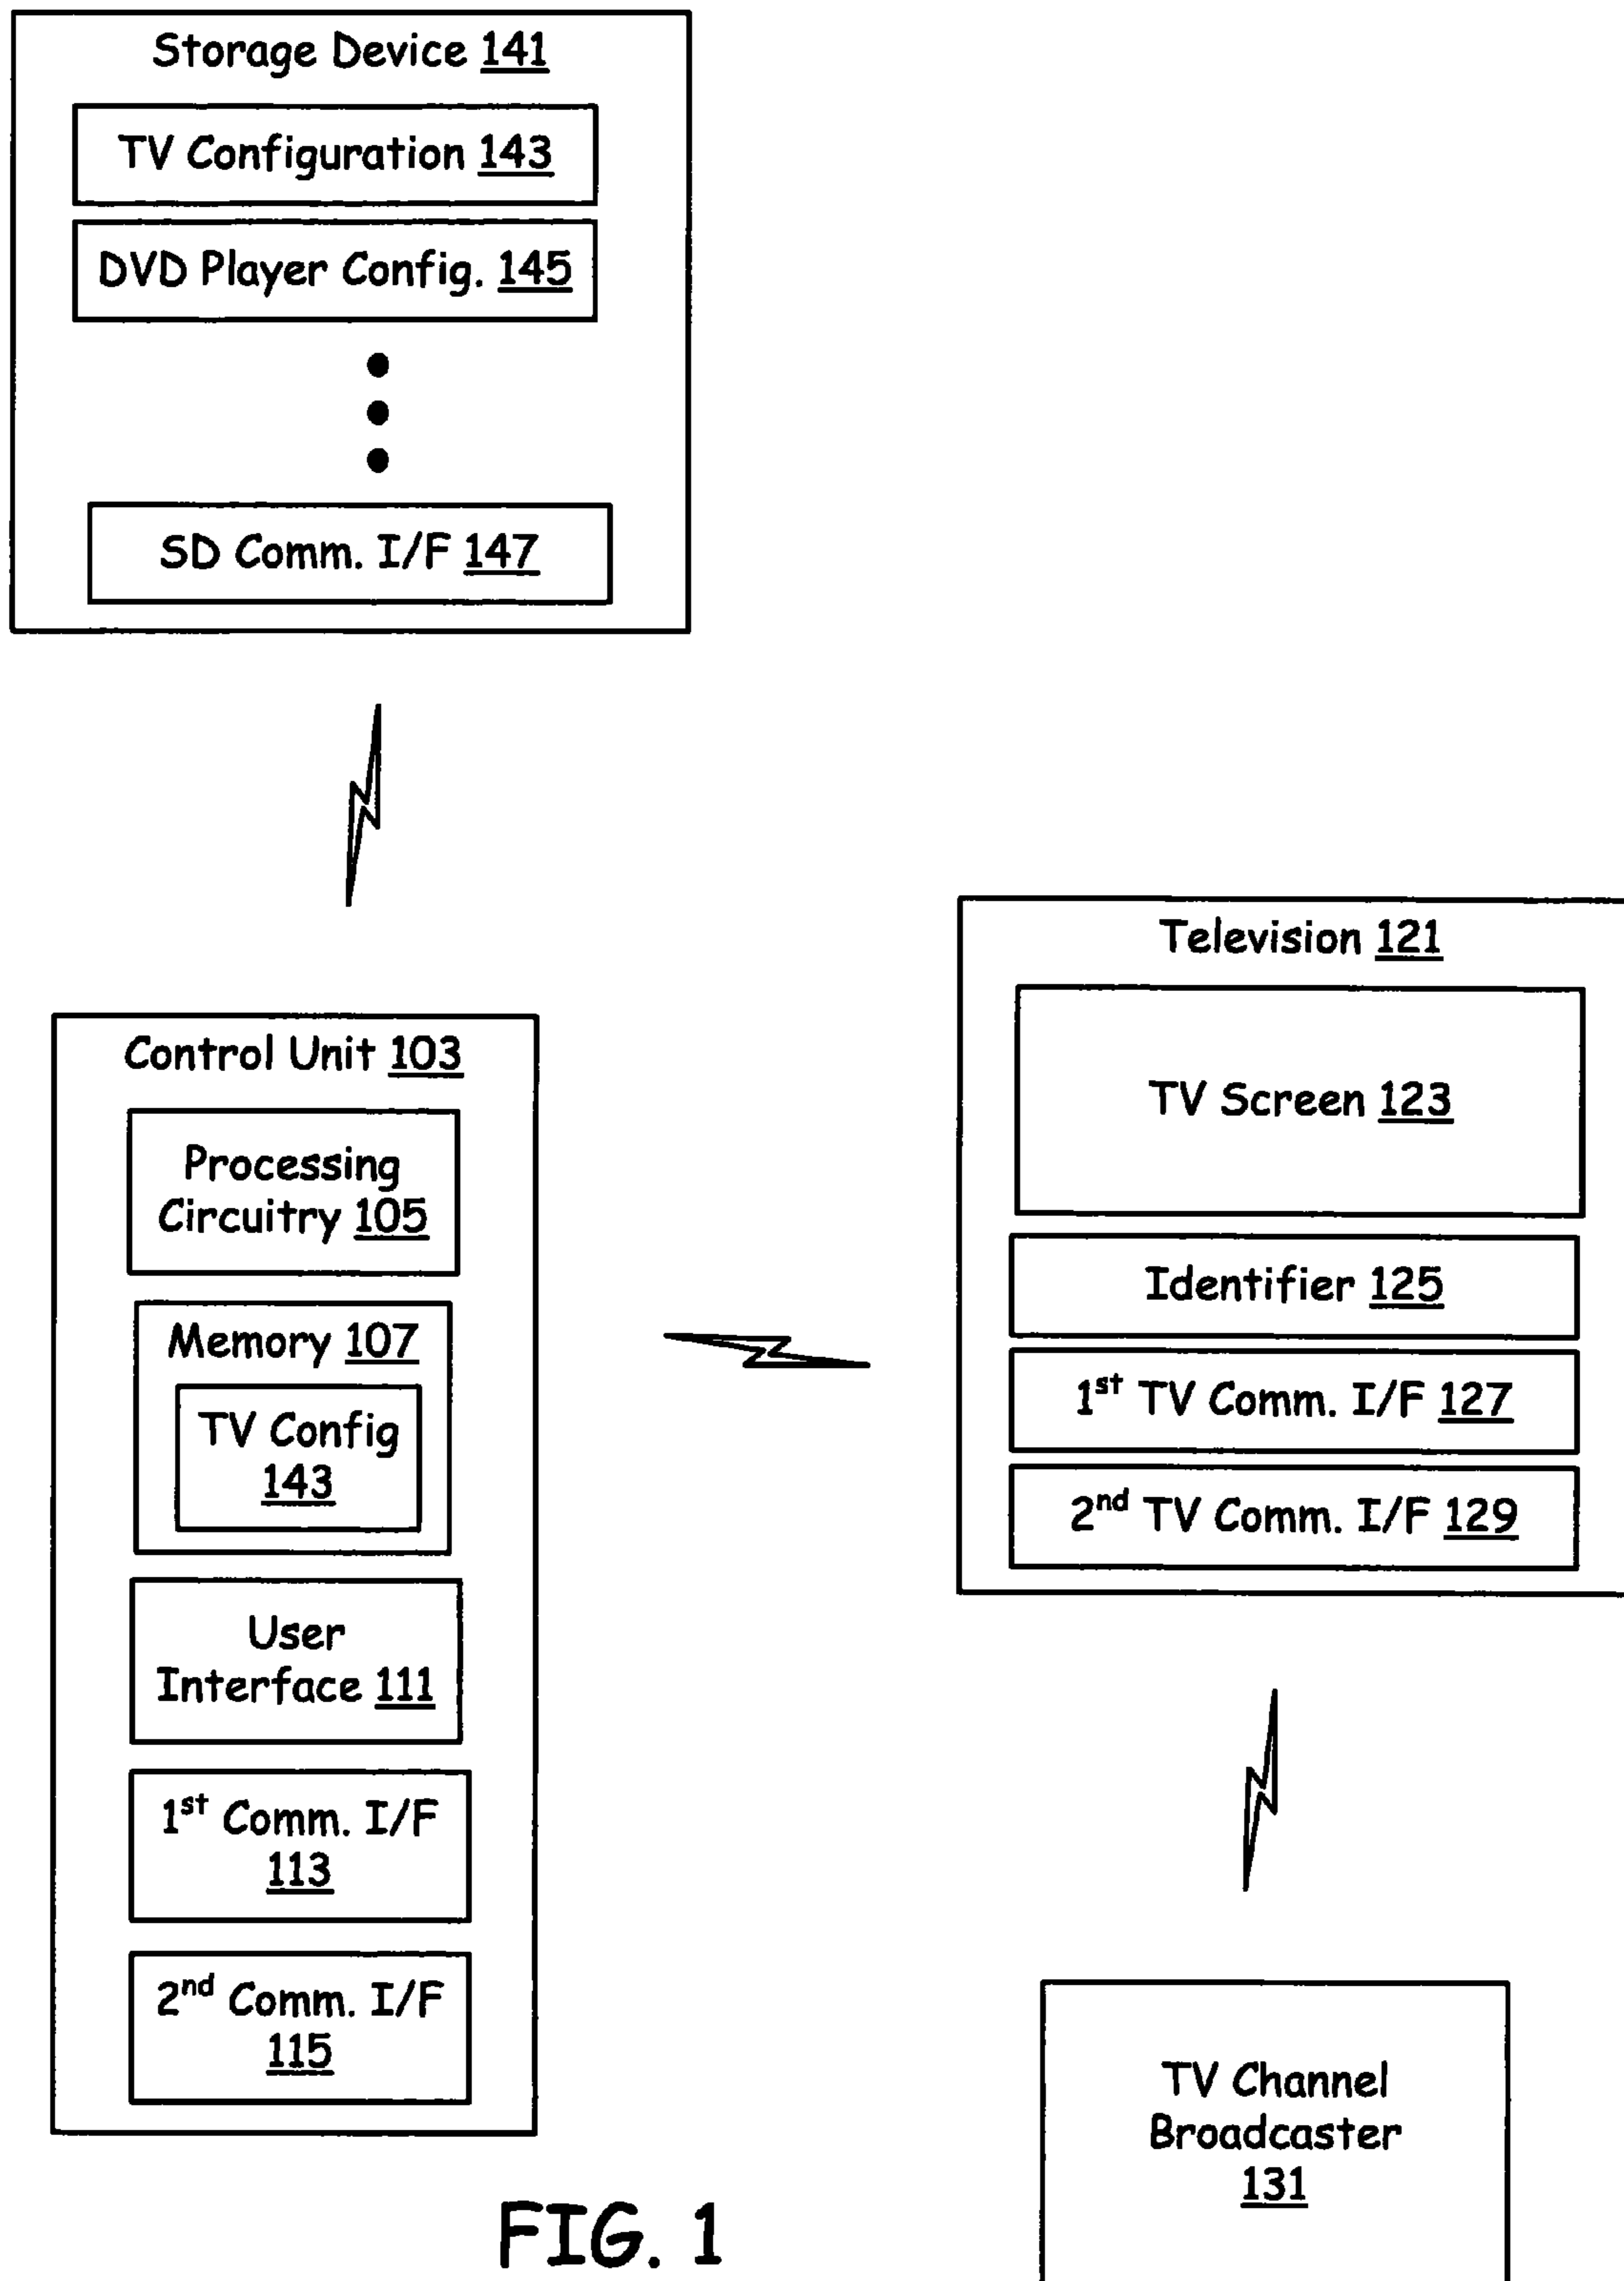 Storage Device 141
TV Configuration 143
DVD Player Config. 145
SD Comm. I/F 147
Control Unit 103
Processing
Circuitry 105
Memory 107
TV Config
143
User
Interface 111
1st Comm. I/F
113
2nd Comm. I/F
115
Television 121
TV Screen 123
Identifier 125
1st TV Comm. I/F 127
2nd TV Comm. I/F 129
TV Channel
Broadcaster
131
FIG. 1